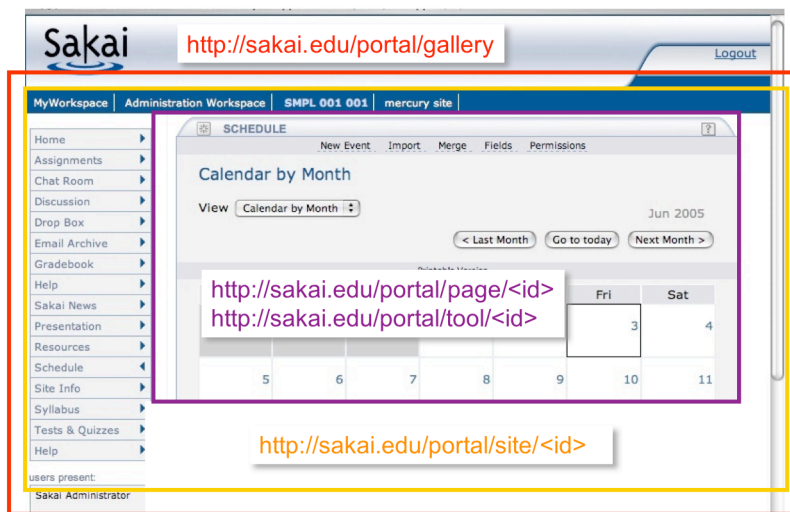 Sakai
http://sakai.edu/portal/gallery
Logout
MyWorkspace Administration Workspace SMPL 001 001 mercury site
SCHEDULE ?
New Event Import Merge Fields Permissions
Calendar by Month
View Calendar by Month
Jun 2005
< Last Month Go to today Next Month >
Printable Version
http://sakai.edu/portal/page/<id>
http://sakai.edu/portal/tool/<id>
Fri Sat
3 4
5 6 7 8 9 10 11
http://sakai.edu/portal/site/<id>
Home
Assignments
Chat Room
Discussion
Drop Box
Email Archive
Gradebook
Help
Sakai News
Presentation
Resources
Schedule
Site Info
Syllabus
Tests & Quizzes
Help
users present:
Sakai Administrator